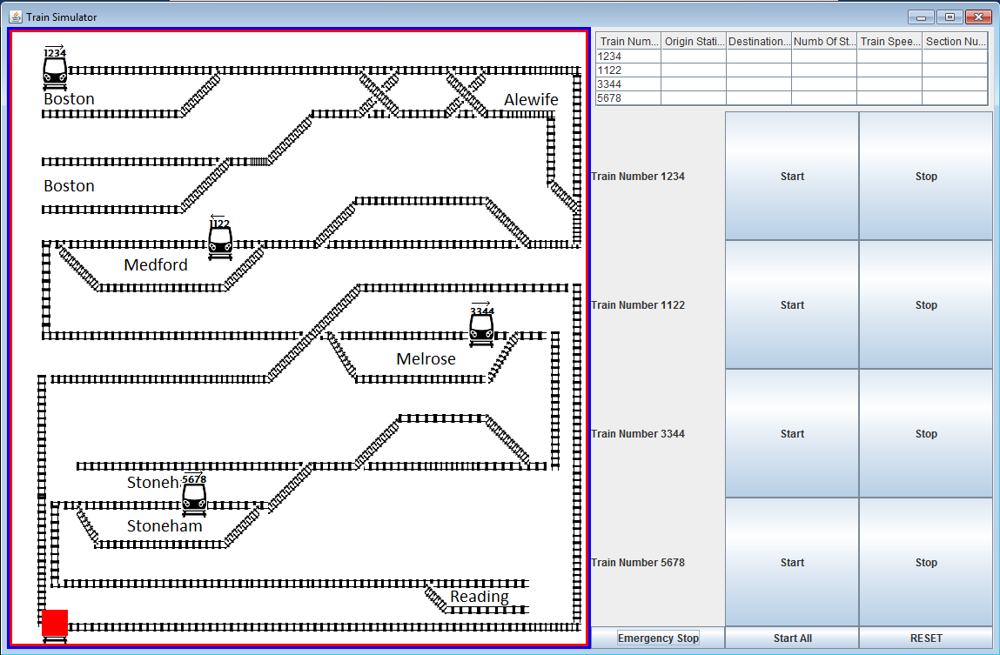 Train Simulator
Train Num... Origin Stati... Destination... Numb Of St... Train Spee... Section Nu...
1234
1122
3344
5678
1234
Boston
Alewife
Boston
1122
Medford
3344
Melrose
Stoneh
5678
Stoneham
Reading
Train Number 1234 Start Stop
Train Number 1122 Start Stop
Train Number 3344 Start Stop
Train Number 5678 Start Stop
Emergency Stop Start All RESET